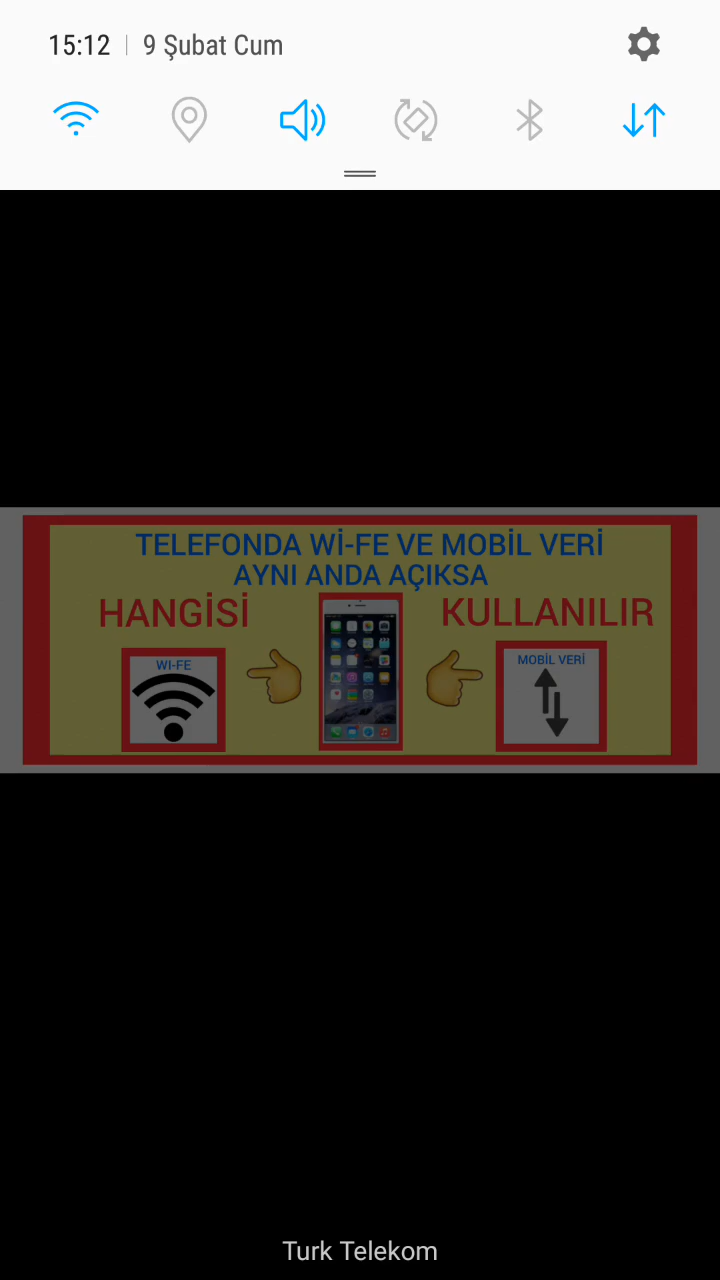 15:12 | 9 Şubat Cum
TELEFONDA Wİ-FE VE MOBİL VERİ
AYNI ANDA AÇIKSA
HANGİSİ KULLANILIR
WI-FE
MOBİL VERİ
Turk Telekom